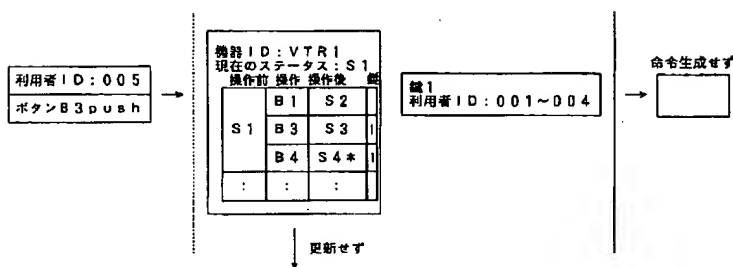 利用者ID:005
ボタンB3push
機器ID:VTR1
現在のステータス:S1
操作前 操作 操作後 鍵
S1
B1 S2
B3 S3 1
B4 S4* 1
: : :
鍵1
利用者ID:001~004
命令生成せず
更新せず